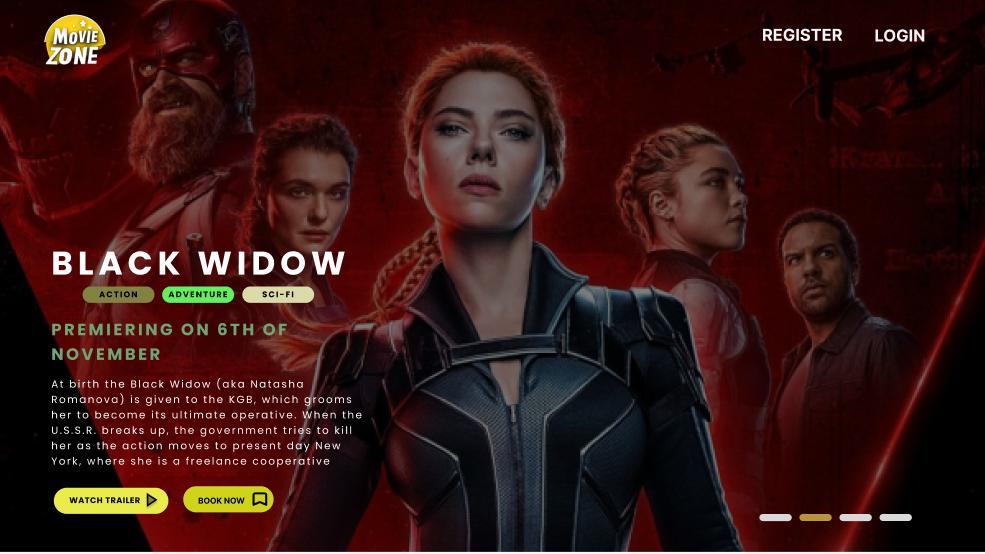 MOVIE
ZONE
REGISTER
LOGIN
BLACK WIDOW
ACTION
ADVENTURE
SCI-FI
PREMIERING ON 6TH OF
NOVEMBER
At birth the Black Widow (aka Natasha
Romanova) is given to the KGB, which grooms
her to become its ultimate operative. When the
U.S.S.R. breaks up, the government tries to kill
her as the action moves to present day New
York, where she is a freelance cooperative
WATCH TRAILER
BOOK NOW